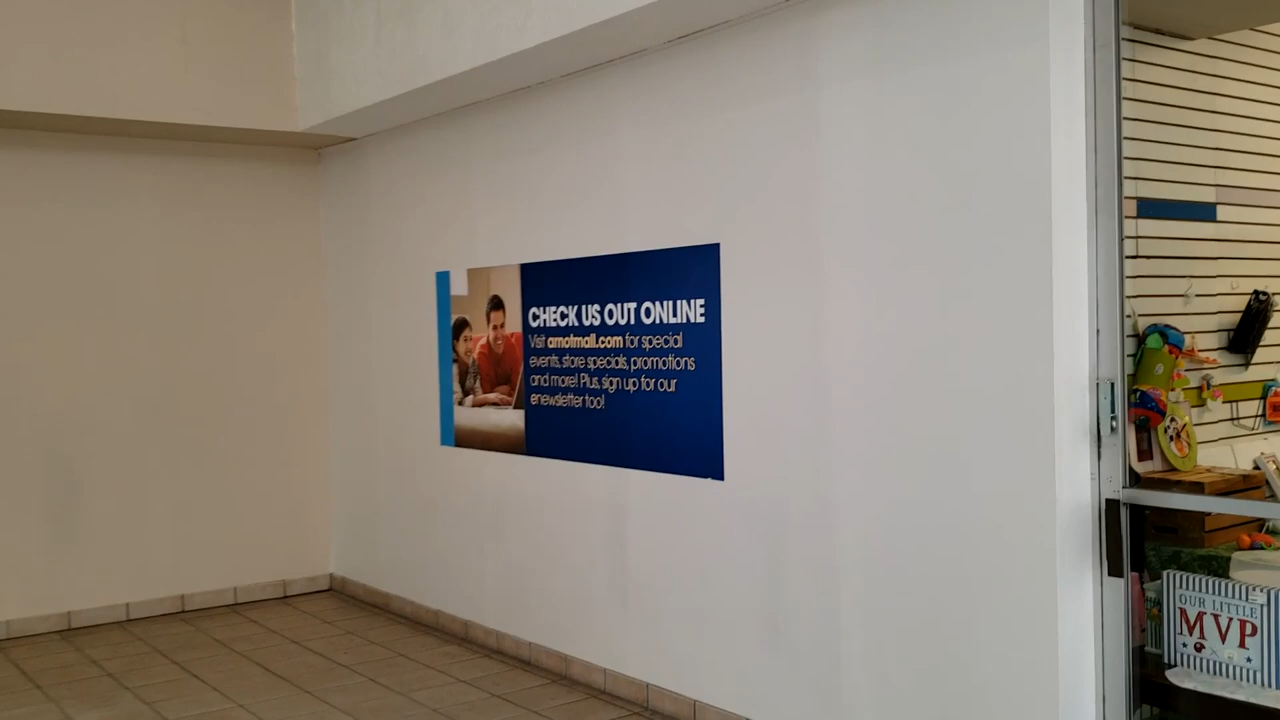 CHECK US OUT ONLINE
Visit arnotmall.com for special
events, store specials, promotions
and more! Plus, sign up for our
enewsletter too!
OUR LITTLE
MVP